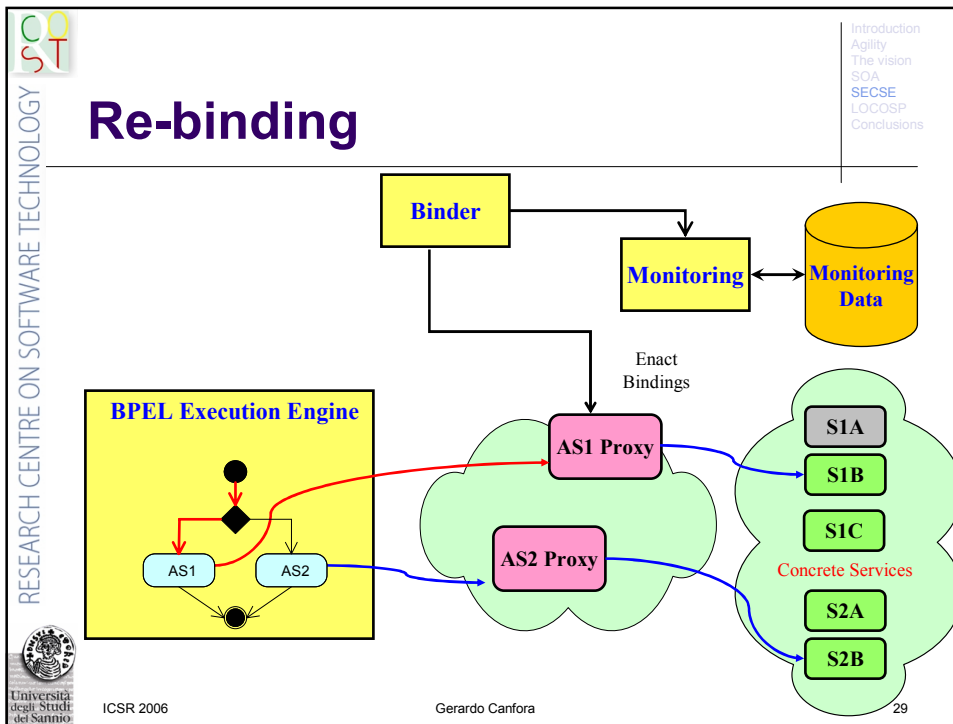 C O
R
S T
RESEARCH CENTRE ON SOFTWARE TECHNOLOGY
Introduction
Agility
The vision
SOA
SECSE
LOCOSP
Conclusions
Re-binding
Binder
Monitoring
Monitoring
Data
Enact
Bindings
BPEL Execution Engine
AS1
AS2
AS1 Proxy
AS2 Proxy
S1A
S1B
S1C
Concrete Services
S2A
S2B
Università
degli Studi
del Sannio
ICSR 2006
Gerardo Canfora
29